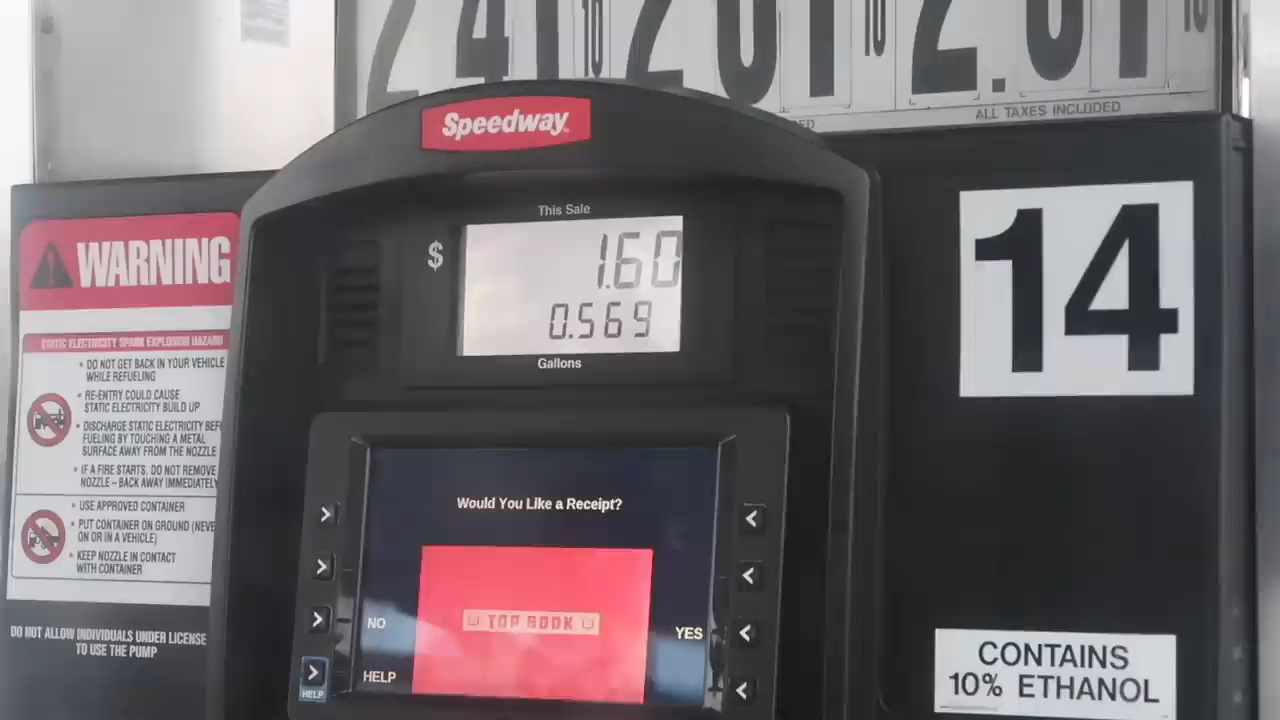 ALL TAXES INCLUDED
Speedway
This Sale
$
1.60
0.569
Gallons
14
WARNING
STATIC ELECTRICITY SPARK EXPLOSION HAZARD
• DO NOT GET BACK IN YOUR VEHICLE
WHILE REFUELING
• RE-ENTRY COULD CAUSE
STATIC ELECTRICITY BUILD UP
• DISCHARGE STATIC ELECTRICITY BEF
FUELING BY TOUCHING A METAL
SURFACE AWAY FROM THE NOZZLE
• IF A FIRE STARTS, DO NOT REMOVE
NOZZLE – BACK AWAY IMMEDIATELY
• USE APPROVED CONTAINER
• PUT CONTAINER ON GROUND (NEVE
ON OR IN A VEHICLE)
• KEEP NOZZLE IN CONTACT
WITH CONTAINER
DO NOT ALLOW INDIVIDUALS UNDER LICENSE
TO USE THE PUMP
Would You Like a Receipt?
NO
YES
HELP
HELP
CONTAINS
10% ETHANOL